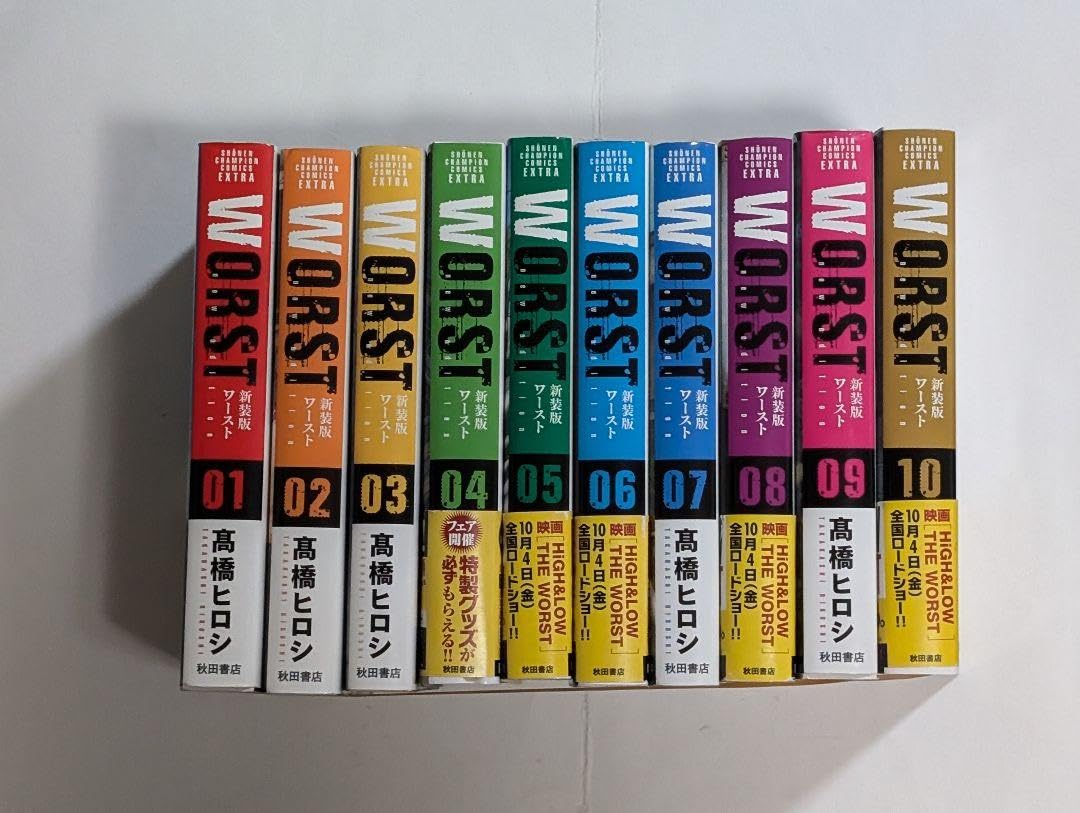 SHŌNEN
CHAMPION
COMICS
EXTRA
WORST
新装版
ワースト
01
髙橋ヒロシ
秋田書店
SHŌNEN
CHAMPION
COMICS
EXTRA
WORST
新装版
ワースト
02
髙橋ヒロシ
秋田書店
SHŌNEN
CHAMPION
COMICS
EXTRA
WORST
新装版
ワースト
03
髙橋ヒロシ
秋田書店
SHŌNEN
CHAMPION
COMICS
EXTRA
WORST
新装版
ワースト
04
フェア
開催
特製グッズが
必ずもらえる!!
秋田書店
SHŌNEN
CHAMPION
COMICS
EXTRA
WORST
新装版
ワースト
05
映画
[HiGH&LOW
THE WORST]
10月4日(金)
全国ロードショー!!
秋田書店
SHŌNEN
CHAMPION
COMICS
EXTRA
WORST
新装版
ワースト
06
映画
[HiGH&LOW
THE WORST]
10月4日(金)
全国ロードショー!!
秋田書店
SHŌNEN
CHAMPION
COMICS
EXTRA
WORST
新装版
ワースト
07
髙橋ヒロシ
秋田書店
SHŌNEN
CHAMPION
COMICS
EXTRA
WORST
新装版
ワースト
08
映画
[HiGH&LOW
THE WORST]
10月4日(金)
全国ロードショー!!
秋田書店
SHŌNEN
CHAMPION
COMICS
EXTRA
WORST
新装版
ワースト
09
髙橋ヒロシ
秋田書店
SHŌNEN
CHAMPION
COMICS
EXTRA
WORST
新装版
ワースト
10
映画
[HiGH&LOW
THE WORST]
10月4日(金)
全国ロードショー!!
秋田書店